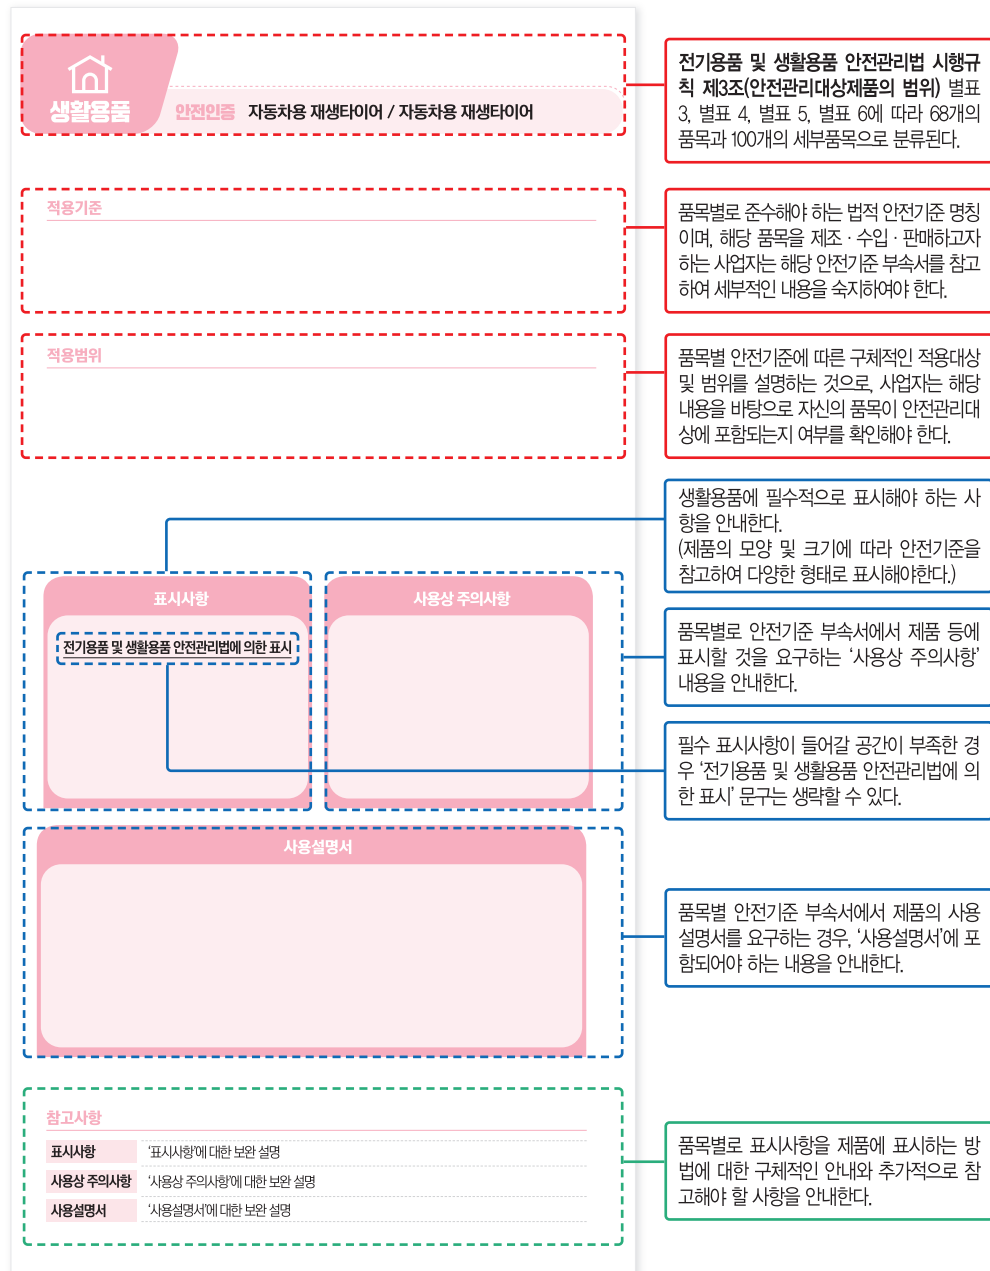 생활용품
안전인증 자동차용 재생타이어 / 자동차용 재생타이어
전기용품 및 생활용품 안전관리법 시행규
칙 제3조(안전관리대상제품의 범위) 별표
3, 별표 4, 별표 5, 별표 6에 따라 68개의
품목과 100개의 세부품목으로 분류된다.
적용기준
품목별로 준수해야 하는 법적 안전기준 명칭
이며, 해당 품목을 제조 · 수입 · 판매하고자
하는 사업자는 해당 안전기준 부속서를 참고
하여 세부적인 내용을 숙지하여야 한다.
적용범위
품목별 안전기준에 따른 구체적인 적용대상
및 범위를 설명하는 것으로, 사업자는 해당
내용을 바탕으로 자신의 품목이 안전관리대
상에 포함되는지 여부를 확인해야 한다.
생활용품에 필수적으로 표시해야 하는 사
항을 안내한다.
(제품의 모양 및 크기에 따라 안전기준을
참고하여 다양한 형태로 표시해야한다.)
표시사항
전기용품 및 생활용품 안전관리법에 의한 표시
사용상 주의사항
품목별로 안전기준 부속서에서 제품 등에
표시할 것을 요구하는 ‘사용상 주의사항’
내용을 안내한다.
필수 표시사항이 들어갈 공간이 부족한 경
우 ‘전기용품 및 생활용품 안전관리법에 의
한 표시’ 문구는 생략할 수 있다.
사용설명서
품목별 안전기준 부속서에서 제품의 사용
설명서를 요구하는 경우, ‘사용설명서’에 포
함되어야 하는 내용을 안내한다.
참고사항
표시사항 ‘표시사항’에 대한 보완 설명
사용상 주의사항 ‘사용상 주의사항’에 대한 보완 설명
사용설명서 ‘사용설명서’에 대한 보완 설명
품목별로 표시사항을 제품에 표시하는 방
법에 대한 구체적인 안내와 추가적으로 참
고해야 할 사항을 안내한다.